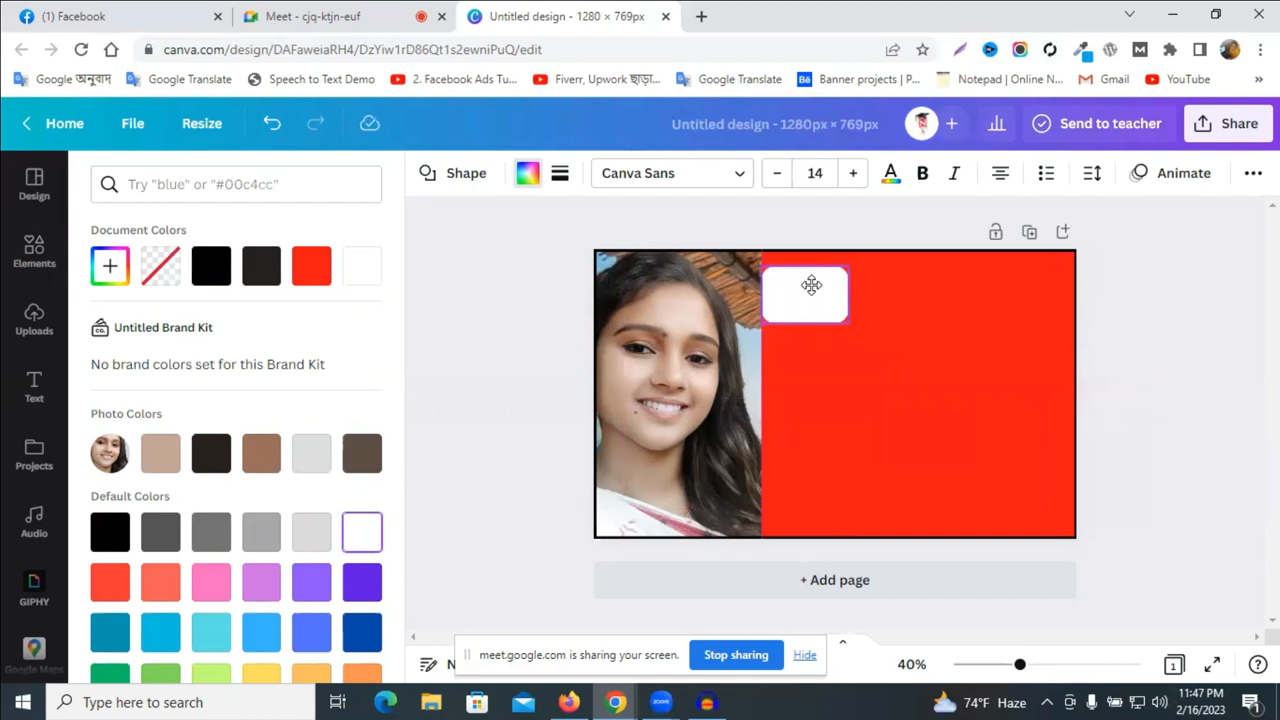 (1) Facebook
Meet - cjq-ktjn-euf
Untitled design - 1280 × 769px
canva.com/design/DAFaweiaRH4/DzYiw1rD86Qt1s2ewniPuQ/edit
Google অনুবাদ
Google Translate
Speech to Text Demo
2. Facebook Ads Tu...
Fiverr, Upwork ছাড়া...
Google Translate
Banner projects | P...
Notepad | Online N...
Gmail
YouTube
Home
File
Resize
Untitled design - 1280px × 769px
Send to teacher
Share
Design
Elements
Uploads
Text
Projects
Audio
GIPHY
Google Maps
Try "blue" or "#00c4cc"
Shape
Canva Sans
14
A
B
I
Animate
Document Colors
Untitled Brand Kit
No brand colors set for this Brand Kit
Photo Colors
Default Colors
+ Add page
meet.google.com is sharing your screen.
Stop sharing
Hide
40%
1
Type here to search
74°F Haze
11:47 PM
2/16/2023